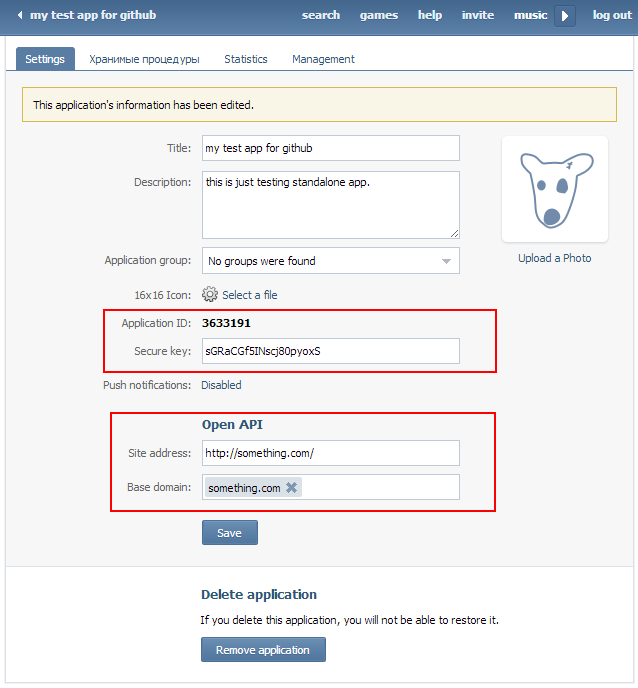 my test app for github search games help invite music log out
Settings Хранимые процедуры Statistics Management
This application's information has been edited.
Title: my test app for github
Description: this is just testing standalone app.
Application group: No groups were found
Upload a Photo
16x16 Icon: Select a file
Application ID: 3633191
Secure key: sGRaCGf5INscj80pyoxS
Push notifications: Disabled
Open API
Site address: http://something.com/
Base domain: something.com
Save
Delete application
If you delete this application, you will not be able to restore it.
Remove application